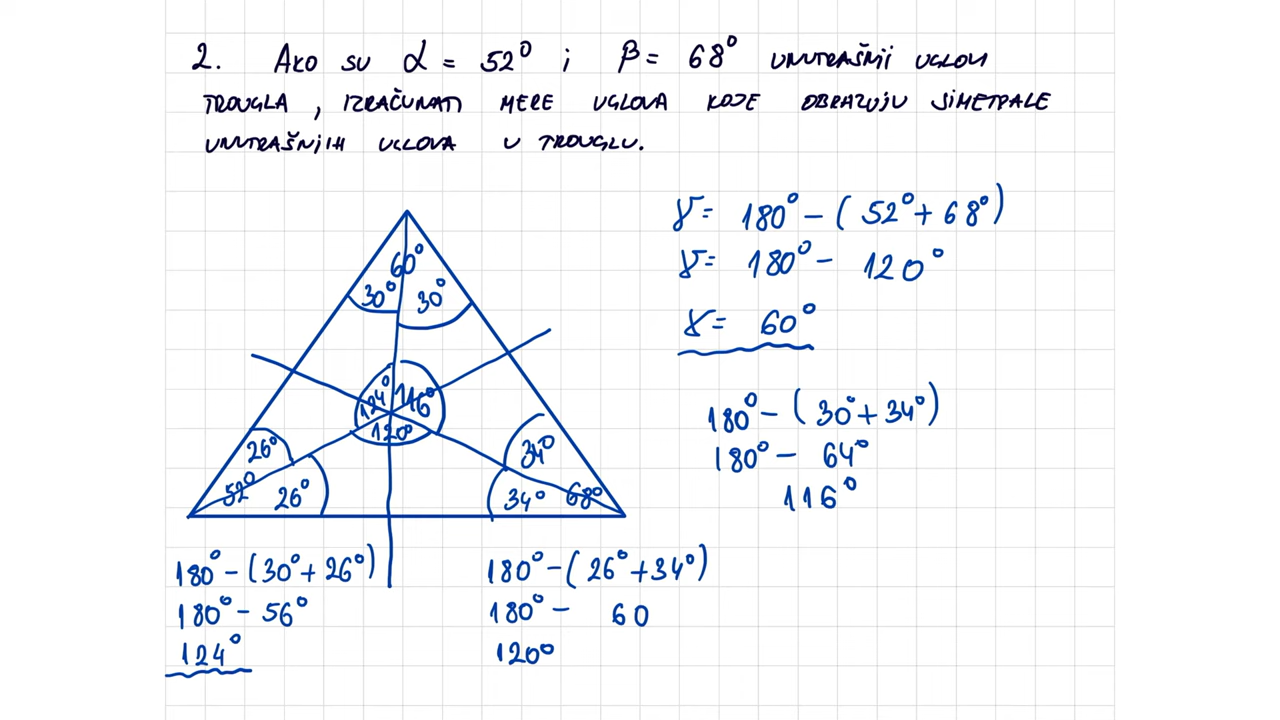 2. Ako su α = 52° i β = 68° unutrašnji uglovi
trougla, izračunati mere uglova koje obrazuju simetrale
unutrašnjih uglova u trouglu.
γ = 180° - (52° + 68°)
γ = 180° - 120°
γ = 60°
60°
30° 30°
124° 116°
120°
26° 34°
52° 26° 34° 68°
180° - (30° + 34°)
180° - 64°
116°
180° - (30° + 26°)
180° - 56°
124°
180° - (26° + 34°)
180° - 60
120°